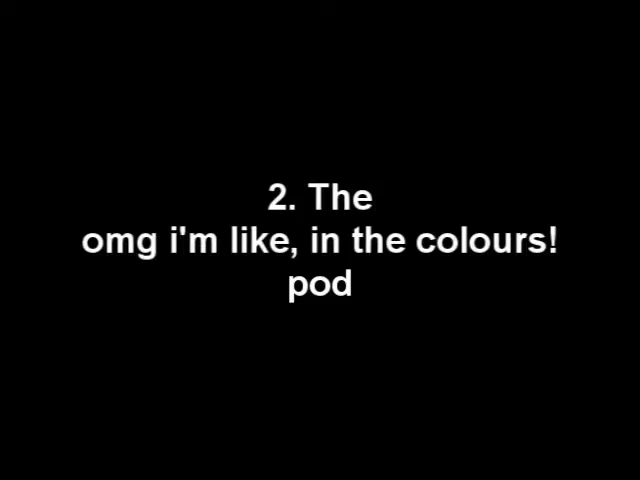 2. The
omg i'm like, in the colours!
pod